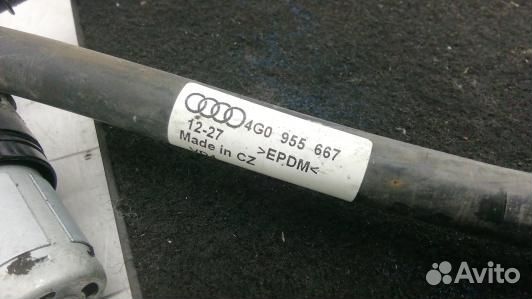 4G0 955 667
12-27 >EPDM<
Made in CZ
Avito